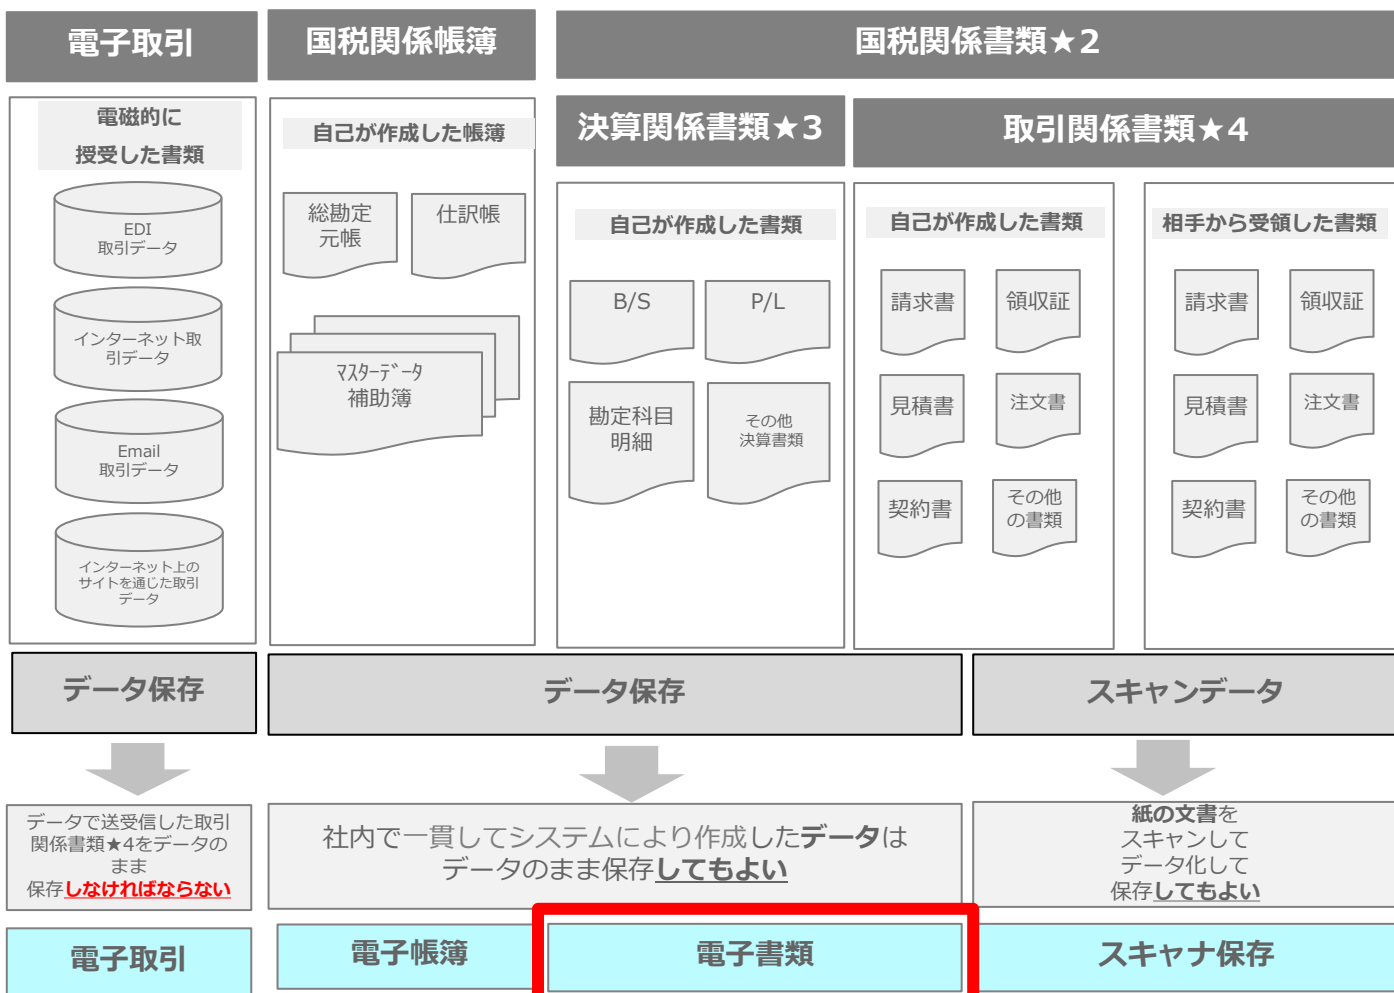 電子取引
国税関係帳簿
国税関係書類★2
電磁的に
授受した書類
自己が作成した帳簿
決算関係書類★3
取引関係書類★4
自己が作成した書類
自己が作成した書類
相手から受領した書類
EDI
取引データ
インターネット取
引データ
Email
取引データ
インターネット上の
サイトを通じた取引
データ
総勘定
元帳
仕訳帳
ﾏｽﾀｰﾃﾞｰﾀ
補助簿
B/S
P/L
勘定科目
明細
その他
決算書類
請求書
領収証
見積書
注文書
契約書
その他
の書類
請求書
領収証
見積書
注文書
契約書
その他
の書類
データ保存
データ保存
スキャンデータ
データで送受信した取引
関係書類★4をデータの
まま
保存しなければならない
社内で一貫してシステムにより作成したデータは
データのまま保存してもよい
紙の文書を
スキャンして
データ化して
保存してもよい
電子取引
電子帳簿
電子書類
スキャナ保存